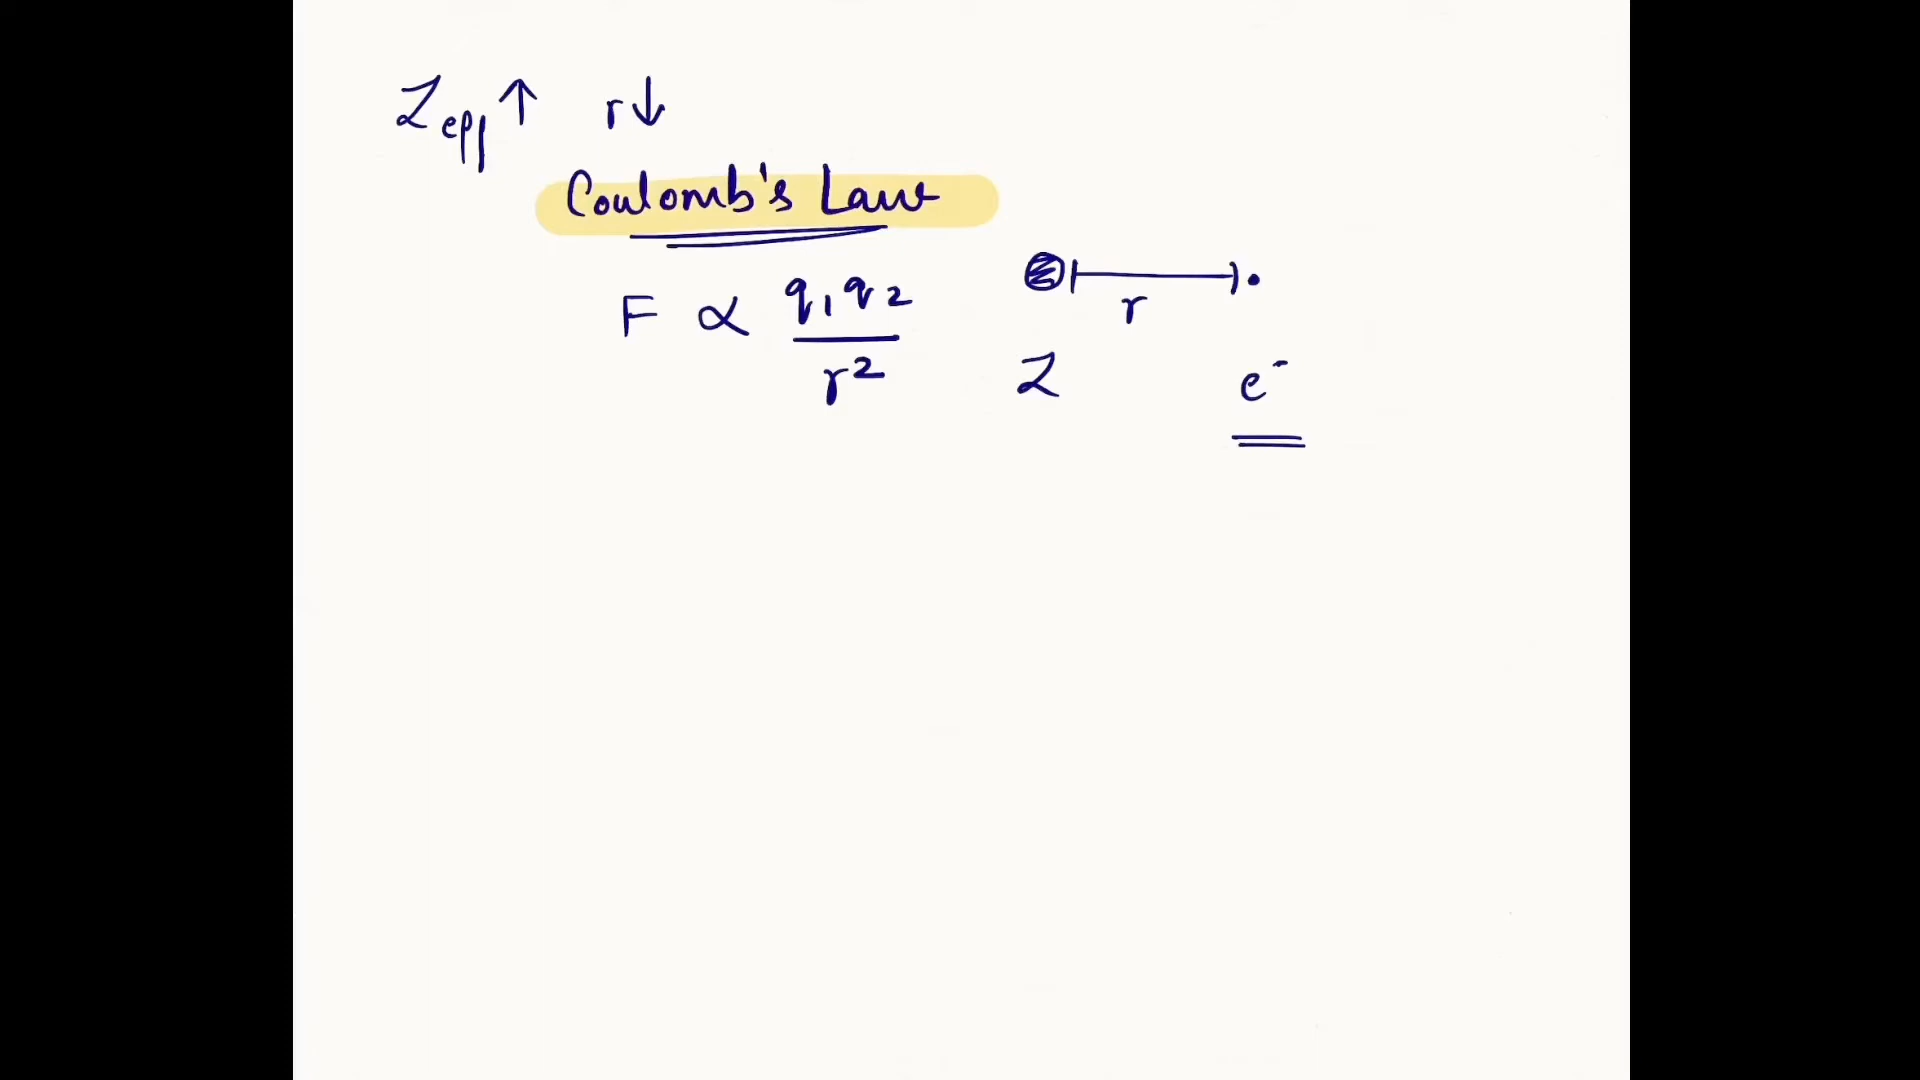 Zeff ↑ r ↓
Coulomb's Law
F ∝ q₁q₂ / r²
r
Z e⁻